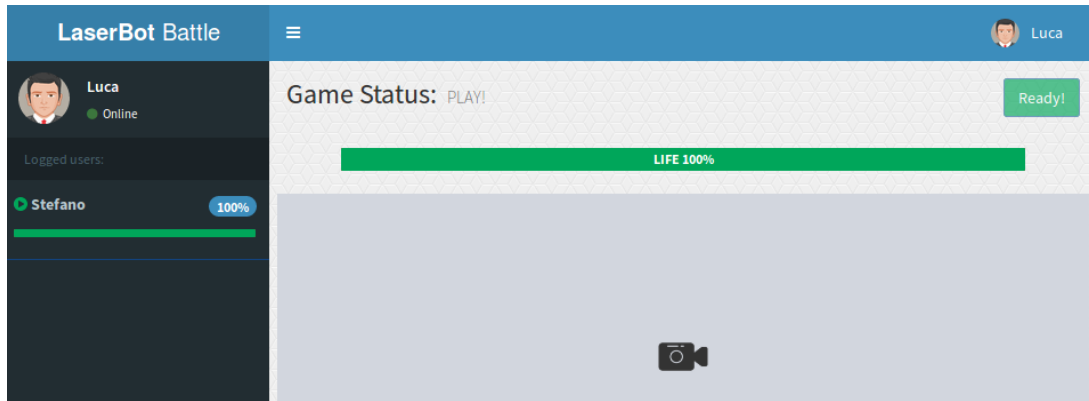 LaserBot Battle
Luca
Luca
Online
Logged users:
Stefano 100%
Game Status: PLAY!
Ready!
LIFE 100%